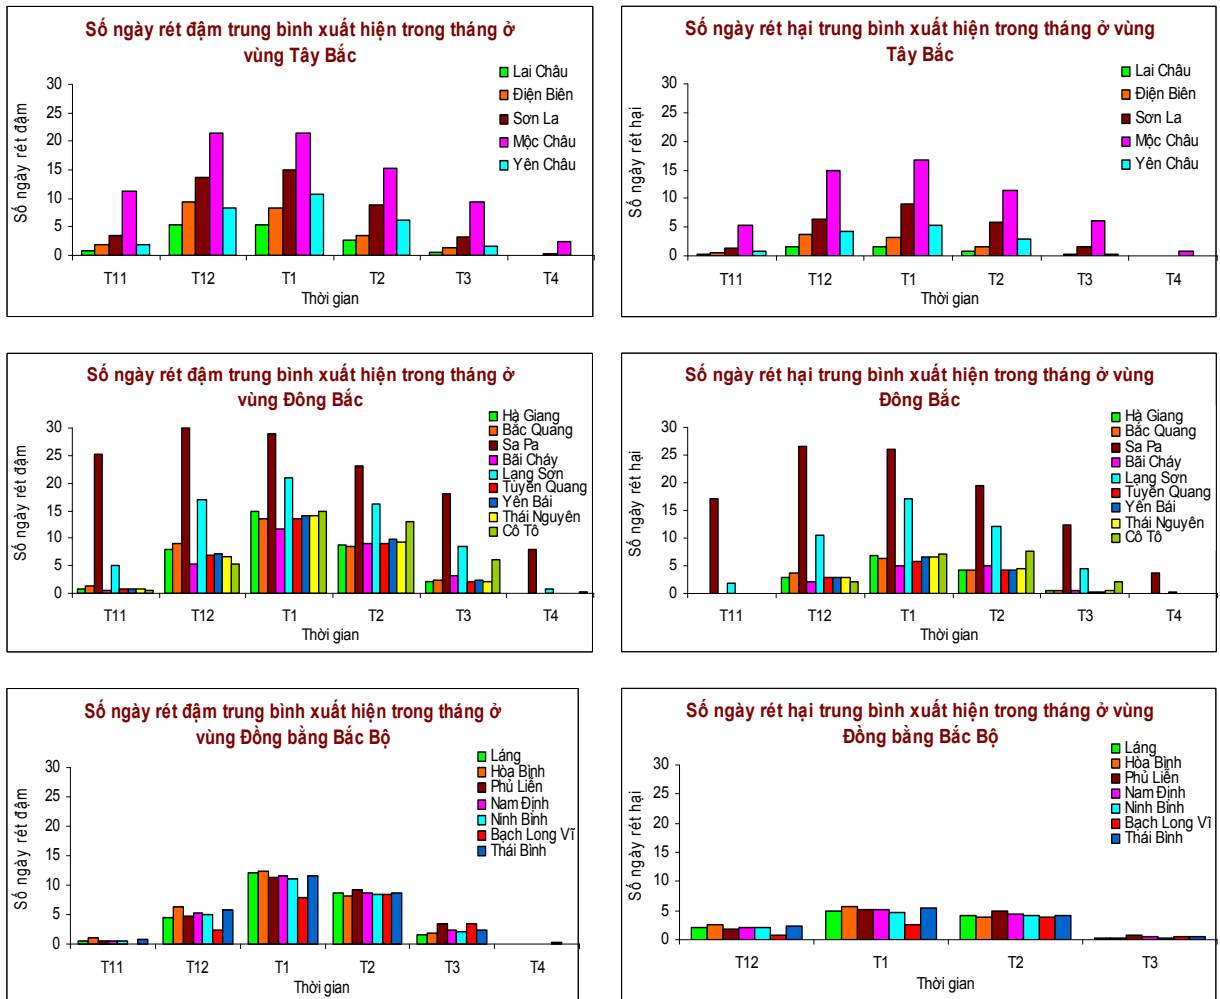 Số ngày rét đậm trung bình xuất hiện trong tháng ở
vùng Tây Bắc
Số ngày rét đậm
30
25
20
15
10
5
0
Lai Châu
Điện Biên
Sơn La
Mộc Châu
Yên Châu
T11 T12 T1 T2 T3 T4
Thời gian
Số ngày rét hại trung bình xuất hiện trong tháng ở vùng
Tây Bắc
Số ngày rét hại
30
25
20
15
10
5
0
Lai Châu
Điện Biên
Sơn La
Mộc Châu
Yên Châu
T11 T12 T1 T2 T3 T4
Thời gian
Số ngày rét đậm trung bình xuất hiện trong tháng ở
vùng Đông Bắc
Số ngày rét đậm
30
25
20
15
10
5
0
Hà Giang
Bắc Quang
Sa Pa
Bãi Cháy
Lạng Sơn
Tuyên Quang
Yên Bái
Thái Nguyên
Cô Tô
T11 T12 T1 T2 T3 T4
Thời gian
Số ngày rét hại trung bình xuất hiện trong tháng ở vùng
Đông Bắc
Số ngày rét hại
30
25
20
15
10
5
0
Hà Giang
Bắc Quang
Sa Pa
Bãi Cháy
Lạng Sơn
Tuyên Quang
Yên Bái
Thái Nguyên
Cô Tô
T11 T12 T1 T2 T3 T4
Thời gian
Số ngày rét đậm trung bình xuất hiện trong tháng ở
vùng Đồng bằng Bắc Bộ
Số ngày rét đậm
30
25
20
15
10
5
0
Láng
Hòa Bình
Phủ Liễn
Nam Định
Ninh Bình
Bạch Long Vĩ
Thái Bình
T11 T12 T1 T2 T3 T4
Thời gian
Số ngày rét hại trung bình xuất hiện trong tháng ở vùng
Đồng bằng Bắc Bộ
Số ngày rét hại
30
25
20
15
10
5
0
Láng
Hòa Bình
Phủ Liễn
Nam Định
Ninh Bình
Bạch Long Vĩ
Thái Bình
T12 T1 T2 T3
Thời gian